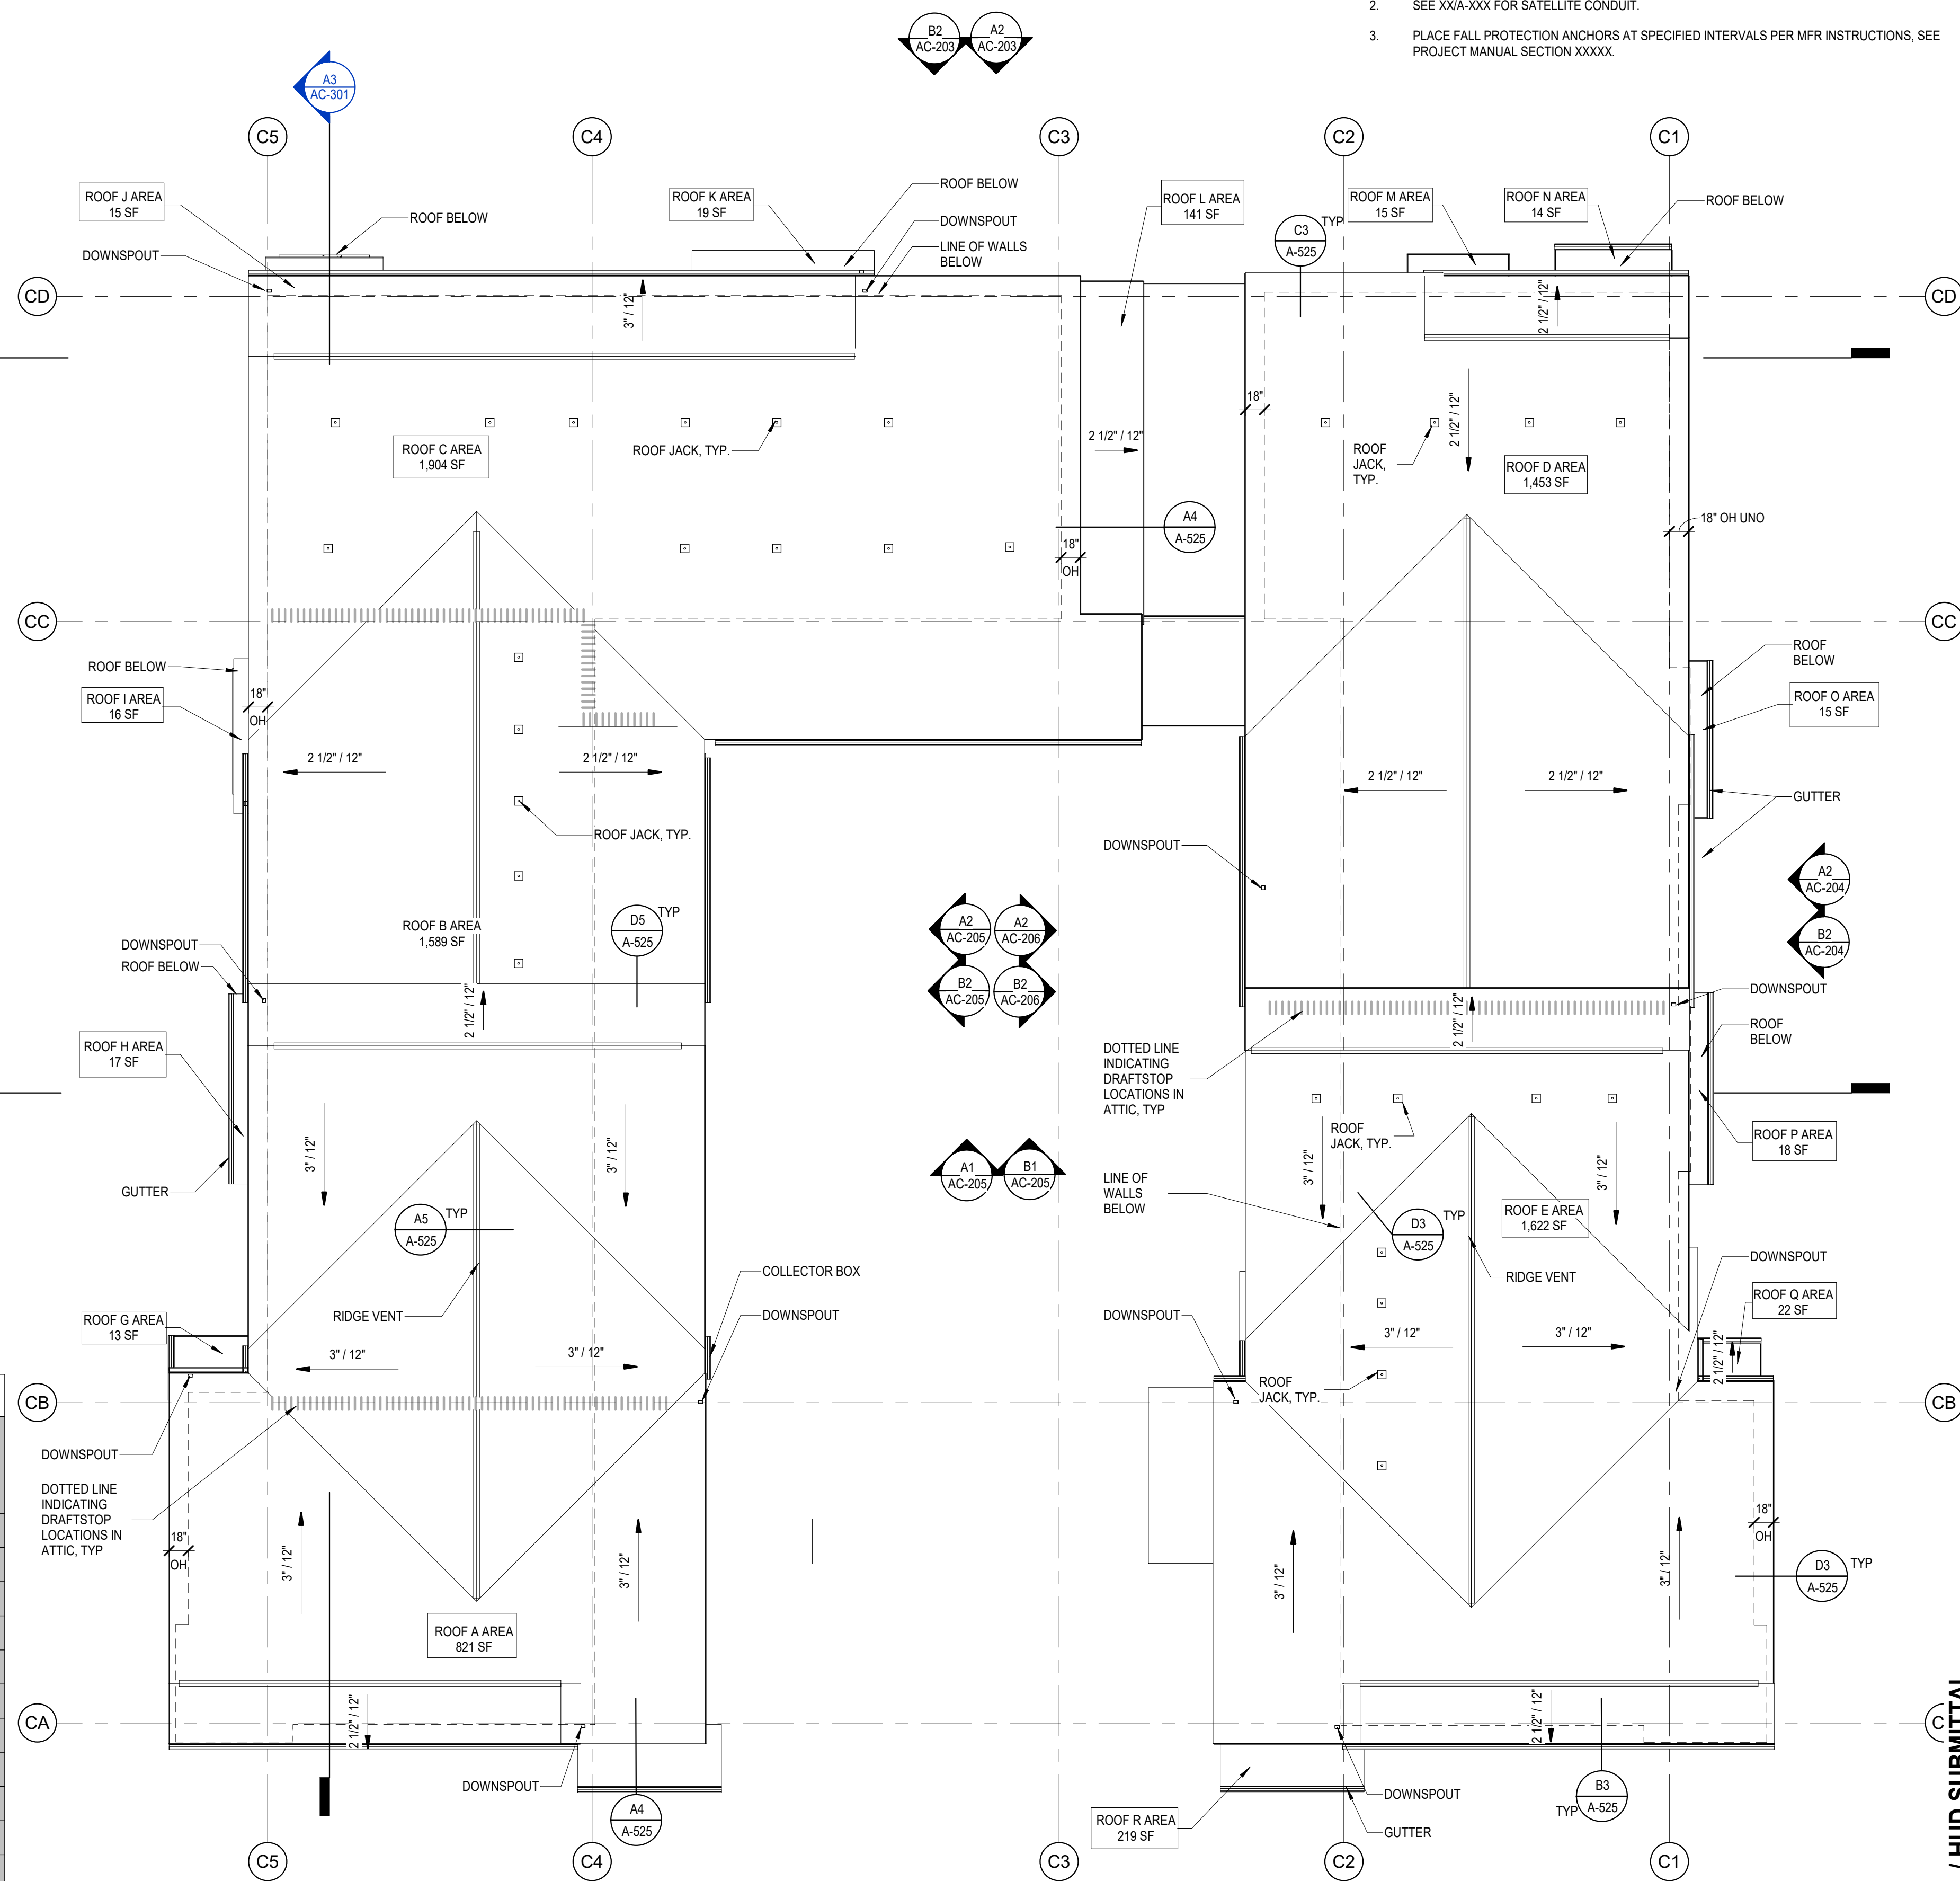 2. SEE XX/A-XXX FOR SATELLITE CONDUIT.
3. PLACE FALL PROTECTION ANCHORS AT SPECIFIED INTERVALS PER MFR INSTRUCTIONS, SEE
PROJECT MANUAL SECTION XXXXX.
B2
AC-203
A2
AC-203
A3
AC-301
C5
C4
C3
C2
C1
ROOF J AREA
15 SF
ROOF BELOW
DOWNSPOUT
ROOF K AREA
19 SF
ROOF BELOW
DOWNSPOUT
LINE OF WALLS
BELOW
ROOF L AREA
141 SF
C3
A-525
TYP
ROOF M AREA
15 SF
ROOF N AREA
14 SF
ROOF BELOW
CD
CD
3" / 12"
2 1/2" / 12"
18"
2 1/2" / 12"
2 1/2" / 12"
ROOF C AREA
1,904 SF
ROOF JACK, TYP.
ROOF
JACK,
TYP.
ROOF D AREA
1,453 SF
A4
A-525
18" OH UNO
18"
OH
CC
CC
ROOF BELOW
ROOF I AREA
16 SF
18"
OH
ROOF
BELOW
ROOF O AREA
15 SF
2 1/2" / 12"
2 1/2" / 12"
2 1/2" / 12"
2 1/2" / 12"
GUTTER
ROOF JACK, TYP.
DOWNSPOUT
A2
AC-204
B2
AC-204
ROOF B AREA
1,589 SF
D5
A-525
TYP
A2
AC-205
A2
AC-206
B2
AC-205
B2
AC-206
DOWNSPOUT
ROOF BELOW
2 1/2" / 12"
2 1/2" / 12"
DOWNSPOUT
ROOF
BELOW
ROOF H AREA
17 SF
DOTTED LINE
INDICATING
DRAFTSTOP
LOCATIONS IN
ATTIC, TYP
GUTTER
3" / 12"
3" / 12"
A1
AC-205
B1
AC-205
ROOF
JACK, TYP.
3" / 12"
3" / 12"
ROOF P AREA
18 SF
LINE OF
WALLS
BELOW
A5
A-525
TYP
D3
A-525
TYP
ROOF E AREA
1,622 SF
COLLECTOR BOX
DOWNSPOUT
RIDGE VENT
DOWNSPOUT
RIDGE VENT
DOWNSPOUT
ROOF G AREA
13 SF
ROOF Q AREA
22 SF
3" / 12"
3" / 12"
3" / 12"
3" / 12"
2 1/2" / 12"
ROOF
JACK, TYP.
CB
CB
DOWNSPOUT
DOTTED LINE
INDICATING
DRAFTSTOP
LOCATIONS IN
ATTIC, TYP
18"
OH
3" / 12"
3" / 12"
3" / 12"
3" / 12"
18"
OH
D3
A-525
TYP
ROOF A AREA
821 SF
CA
2 1/2" / 12"
2 1/2" / 12"
DOWNSPOUT
A4
A-525
ROOF R AREA
219 SF
DOWNSPOUT
GUTTER
B3
A-525
TYP
C5
C4
C3
C2
C1
/ HUD SUBMITTAL